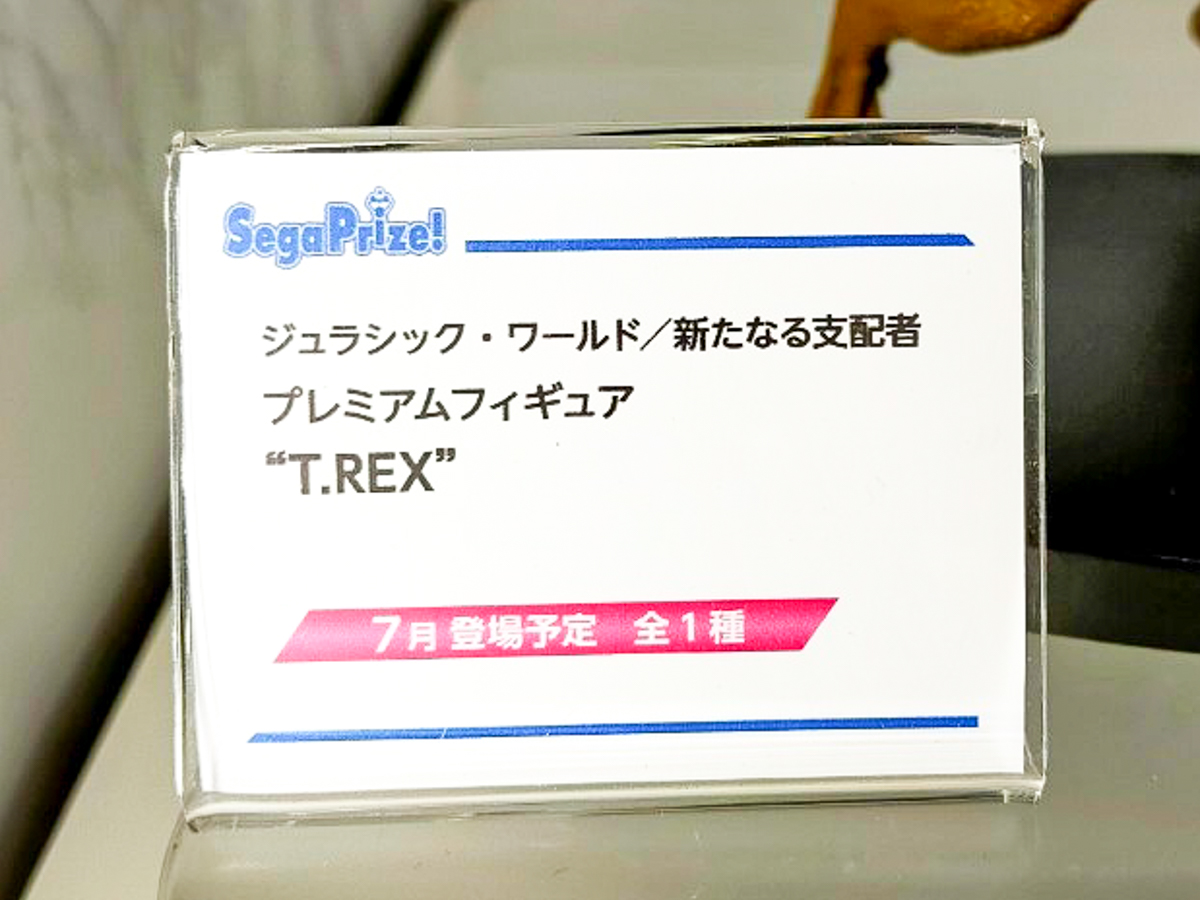 SegaPrize!
ジュラシック・ワールド／新たなる支配者
プレミアムフィギュア
“T.REX”
7月 登場予定　全1種